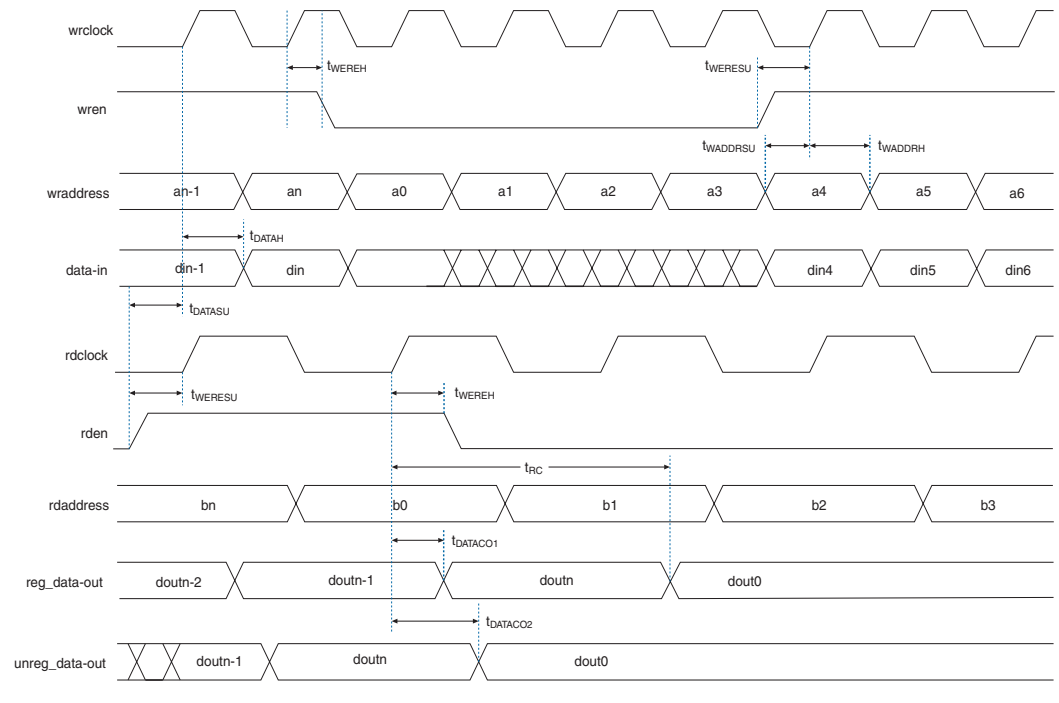 wrclock
tWEREH
tWERESU
wren
tWADDRSU
tWADDRH
wraddress an-1 an a0 a1 a2 a3 a4 a5 a6
tDATAH
data-in din-1 din din4 din5 din6
tDATASU
rdclock
tWERESU
tWEREH
rden
tRC
rdaddress bn b0 b1 b2 b3
tDATACO1
reg_data-out doutn-2 doutn-1 doutn dout0
tDATACO2
unreg_data-out doutn-1 doutn dout0